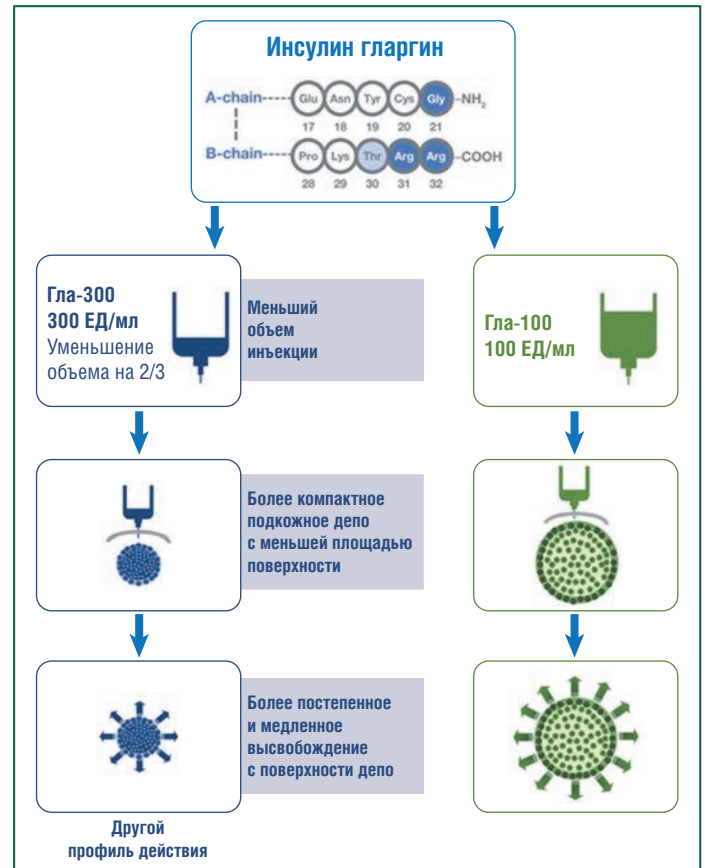 Инсулин гларгин
A-chain Glu Asn Tyr Cys Gly -NH₂
17 18 19 20 21
B-chain Pro Lys Thr Arg Arg -COOH
28 29 30 31 32
Гла-300
300 ЕД/мл
Уменьшение
объема на 2/3
Меньший
объем
инъекции
Гла-100
100 ЕД/мл
Более компактное
подкожное депо
с меньшей площадью
поверхности
Более постепенное
и медленное
высвобождение
с поверхности депо
Другой
профиль действия